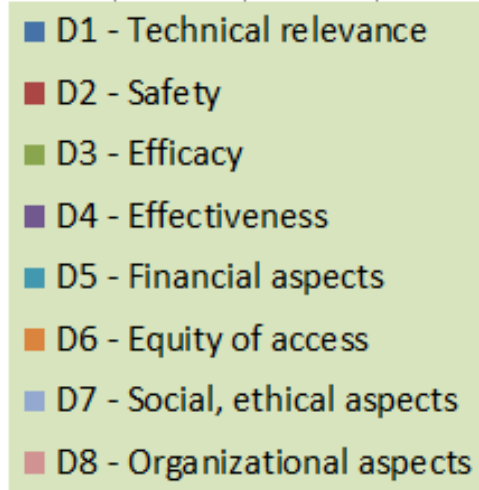 D1 - Technical relevance
D2 - Safety
D3 - Efficacy
D4 - Effectiveness
D5 - Financial aspects
D6 - Equity of access
D7 - Social, ethical aspects
D8 - Organizational aspects